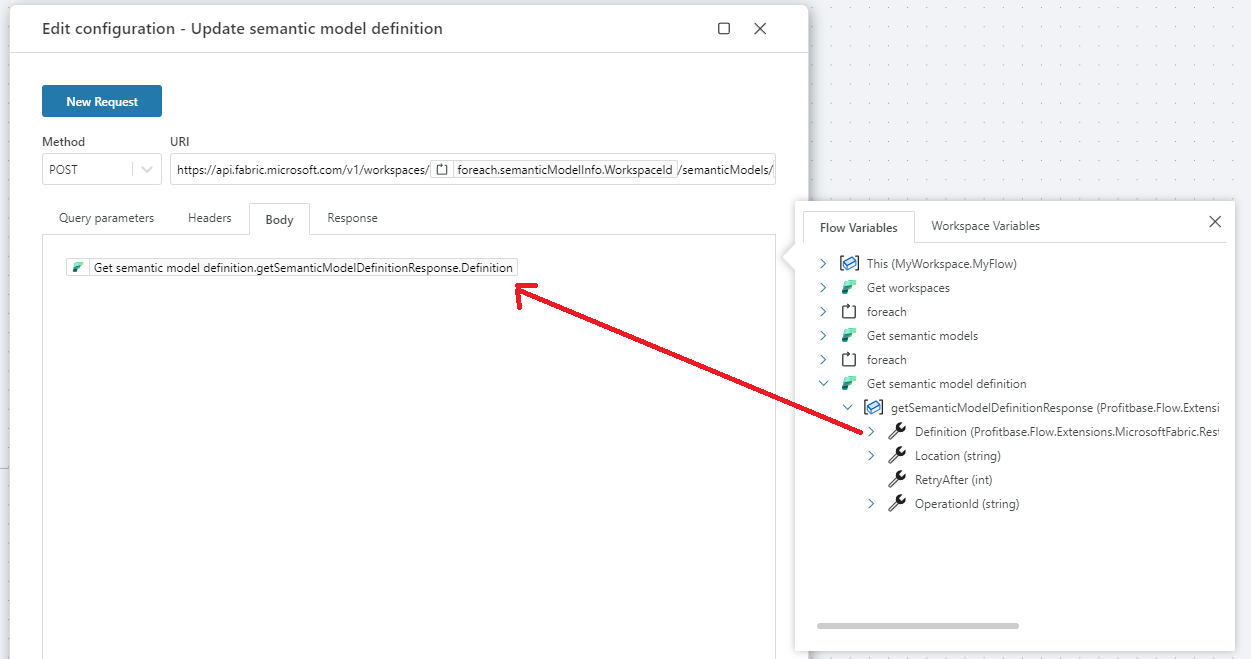 Edit configuration - Update semantic model definition
New Request
Method
URI
POST
https://api.fabric.microsoft.com/v1/workspaces/ foreach.semanticModelInfo.WorkspaceId /semanticModels/
Query parameters Headers Body Response
Get semantic model definition.getSemanticModelDefinitionResponse.Definition
Flow Variables Workspace Variables
This (MyWorkspace.MyFlow)
Get workspaces
foreach
Get semantic models
foreach
Get semantic model definition
getSemanticModelDefinitionResponse (Profitbase.Flow.Extensi
Definition (Profitbase.Flow.Extensions.MicrosoftFabric.Rest
Location (string)
RetryAfter (int)
OperationId (string)